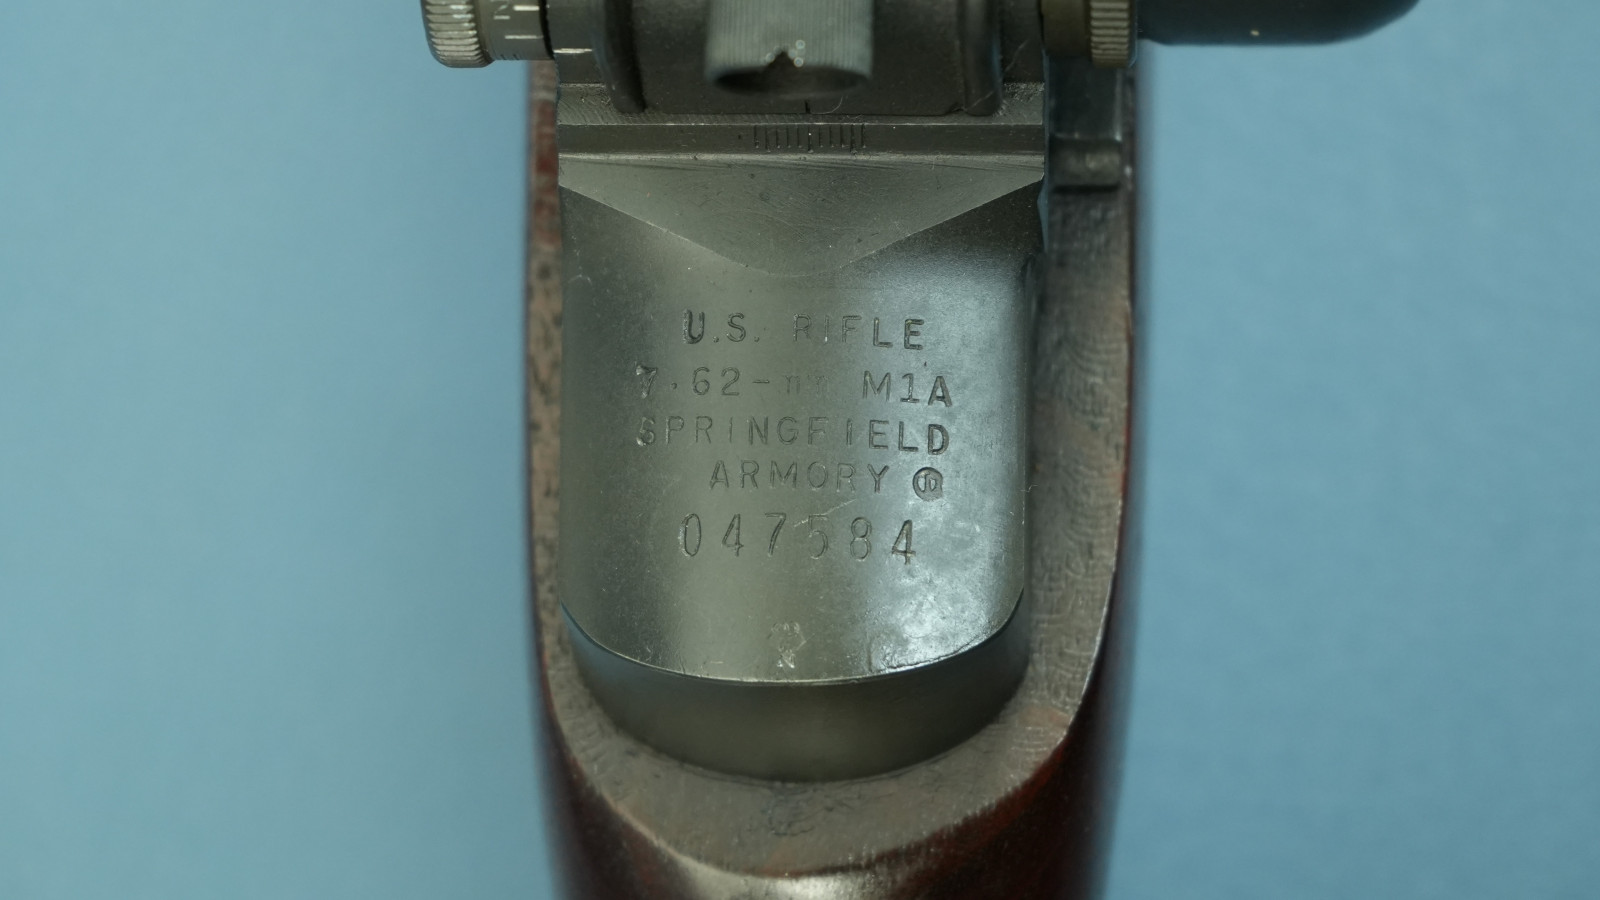 U.S. RIFLE
7.62-mm M1A
SPRINGFIELD
ARMORY ®
047584